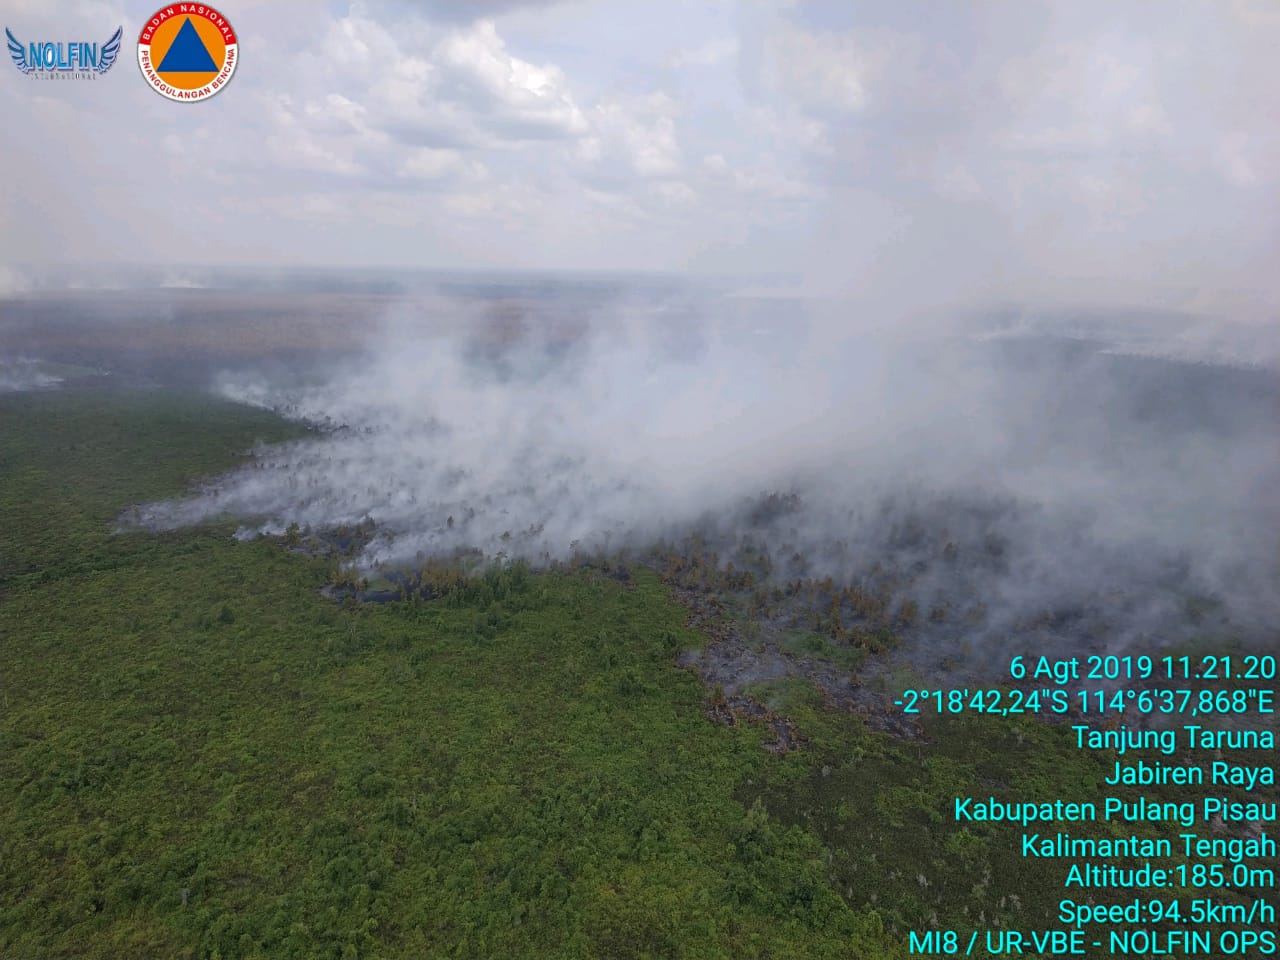 NOLFIN
INTERNATIONAL
BADAN NASIONAL
PENANGGULANGAN BENCANA
6 Agt 2019 11.21.20
-2°18'42,24"S 114°6'37,868"E
Tanjung Taruna
Jabiren Raya
Kabupaten Pulang Pisau
Kalimantan Tengah
Altitude:185.0m
Speed:94.5km/h
MI8 / UR-VBE - NOLFIN OPS